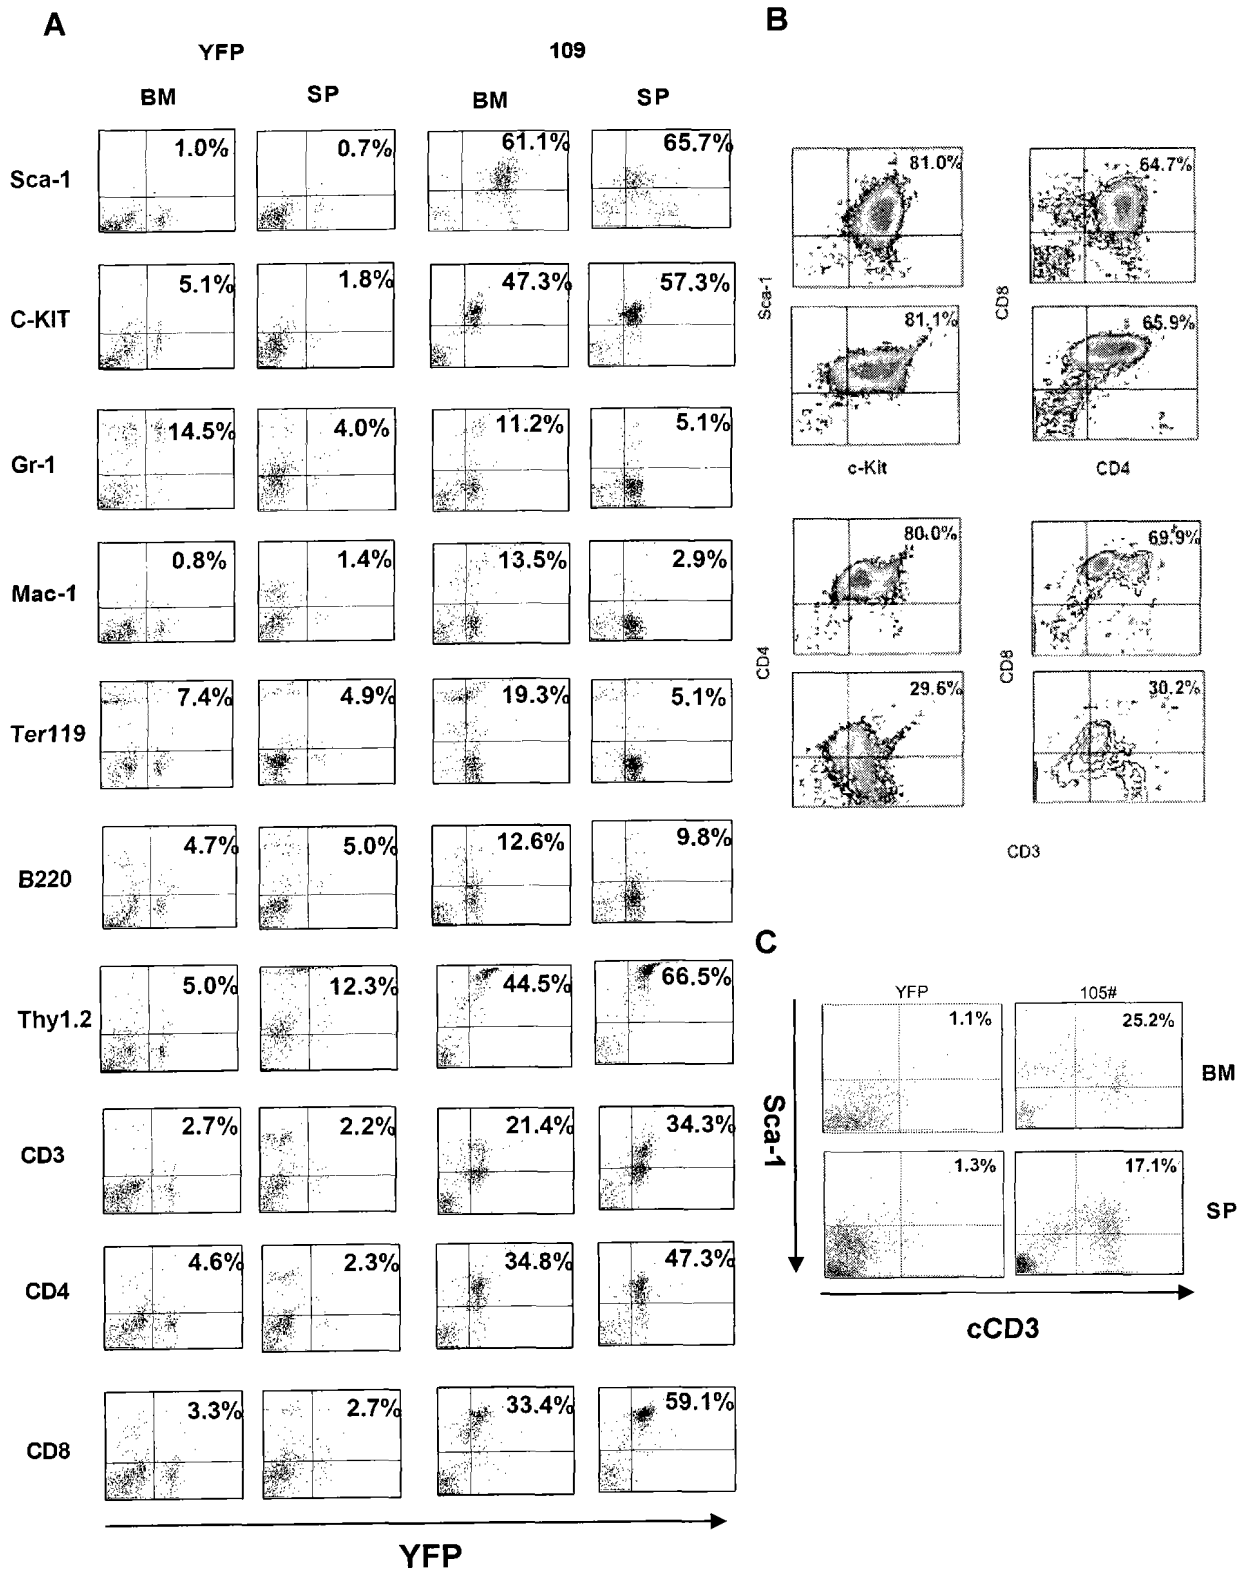 A
YFP 109
BM SP BM SP
Sca-1 1.0% 0.7% 61.1% 65.7%
C-KIT 5.1% 1.8% 47.3% 57.3%
Gr-1 14.5% 4.0% 11.2% 5.1%
Mac-1 0.8% 1.4% 13.5% 2.9%
Ter119 7.4% 4.9% 19.3% 5.1%
B220 4.7% 5.0% 12.6% 9.8%
Thy1.2 5.0% 12.3% 44.5% 66.5%
CD3 2.7% 2.2% 21.4% 34.3%
CD4 4.6% 2.3% 34.8% 47.3%
CD8 3.3% 2.7% 33.4% 59.1%
YFP
B
81.0% 64.7%
Sca-1 CD8
81.1% 65.9%
c-Kit CD4
80.0% 69.9%
CD4 CD8
29.6% 30.2%
CD3
C
YFP 105#
1.1% 25.2% BM
Sca-1
1.3% 17.1% SP
cCD3